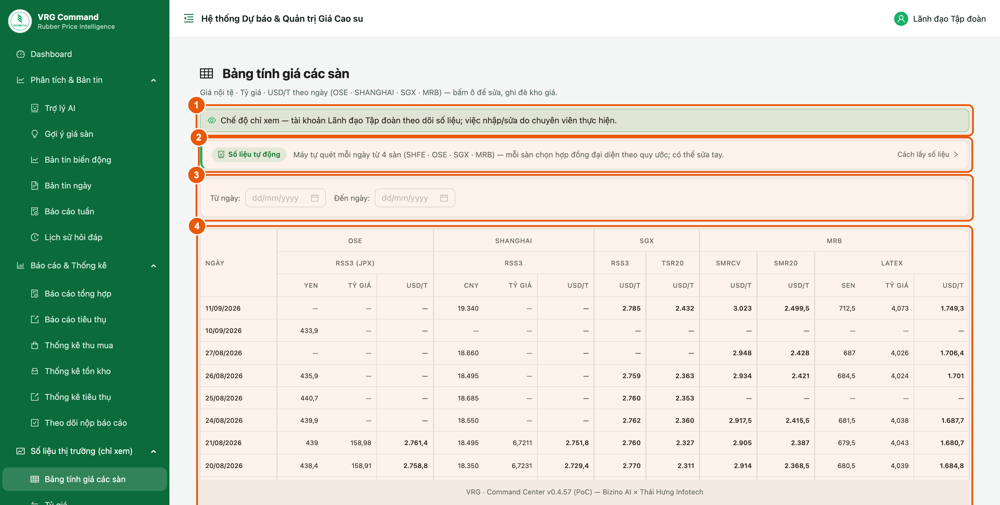 VRG Command
Rubber Price Intelligence
Dashboard
Phân tích & Bản tin
Trợ lý AI
Gợi ý giá sàn
Bản tin biến động
Bản tin ngày
Báo cáo tuần
Lịch sử hỏi đáp
Báo cáo & Thống kê
Báo cáo tổng hợp
Báo cáo tiêu thụ
Thống kê thu mua
Thống kê tồn kho
Thống kê tiêu thụ
Theo dõi nộp báo cáo
Số liệu thị trường (chỉ xem)
Bảng tính giá các sàn
Tỷ giá
Hệ thống Dự báo & Quản trị Giá Cao su
Lãnh đạo Tập đoàn
Bảng tính giá các sàn
Giá nội tệ · Tỷ giá · USD/T theo ngày (OSE · SHANGHAI · SGX · MRB) — bấm ô để sửa, ghi đè kho giá.
1
Chế độ chỉ xem — tài khoản Lãnh đạo Tập đoàn theo dõi số liệu; việc nhập/sửa do chuyên viên thực hiện.
2
Số liệu tự động Máy tự quét mỗi ngày từ 4 sàn (SHFE · OSE · SGX · MRB) — mỗi sàn chọn hợp đồng đại diện theo quy ước; có thể sửa tay. Cách lấy số liệu
3
Từ ngày: dd/mm/yyyy Đến ngày: dd/mm/yyyy
4
OSE SHANGHAI SGX MRB
NGÀY RSS3 (JPX) RSS3 RSS3 TSR20 SMRCV SMR20 LATEX
YEN TỶ GIÁ USD/T CNY TỶ GIÁ USD/T USD/T USD/T USD/T USD/T SEN TỶ GIÁ USD/T
11/09/2026 — — — 19.340 — — 2.785 2.432 3.023 2.499,5 712,5 4,073 1.749,3
10/09/2026 433,9 — — — — — — — — — — — —
27/08/2026 — — — 18.660 — — — — 2.948 2.428 687 4,026 1.706,4
26/08/2026 435,9 — — 18.495 — — 2.759 2.363 2.934 2.421 684,5 4,024 1.701
25/08/2026 440,7 — — 18.685 — — 2.760 2.353 — — — — —
24/08/2026 439,9 — — 18.550 — — 2.762 2.360 2.917,5 2.415,5 681,5 4,038 1.687,7
21/08/2026 439 158,98 2.761,4 18.495 6,7211 2.751,8 2.760 2.327 2.905 2.387 679,5 4,043 1.680,7
20/08/2026 438,4 158,91 2.758,8 18.350 6,7231 2.729,4 2.770 2.311 2.914 2.368,5 680,5 4,039 1.684,8
VRG · Command Center v0.4.57 (PoC) — Bizino AI × Thái Hưng Infotech